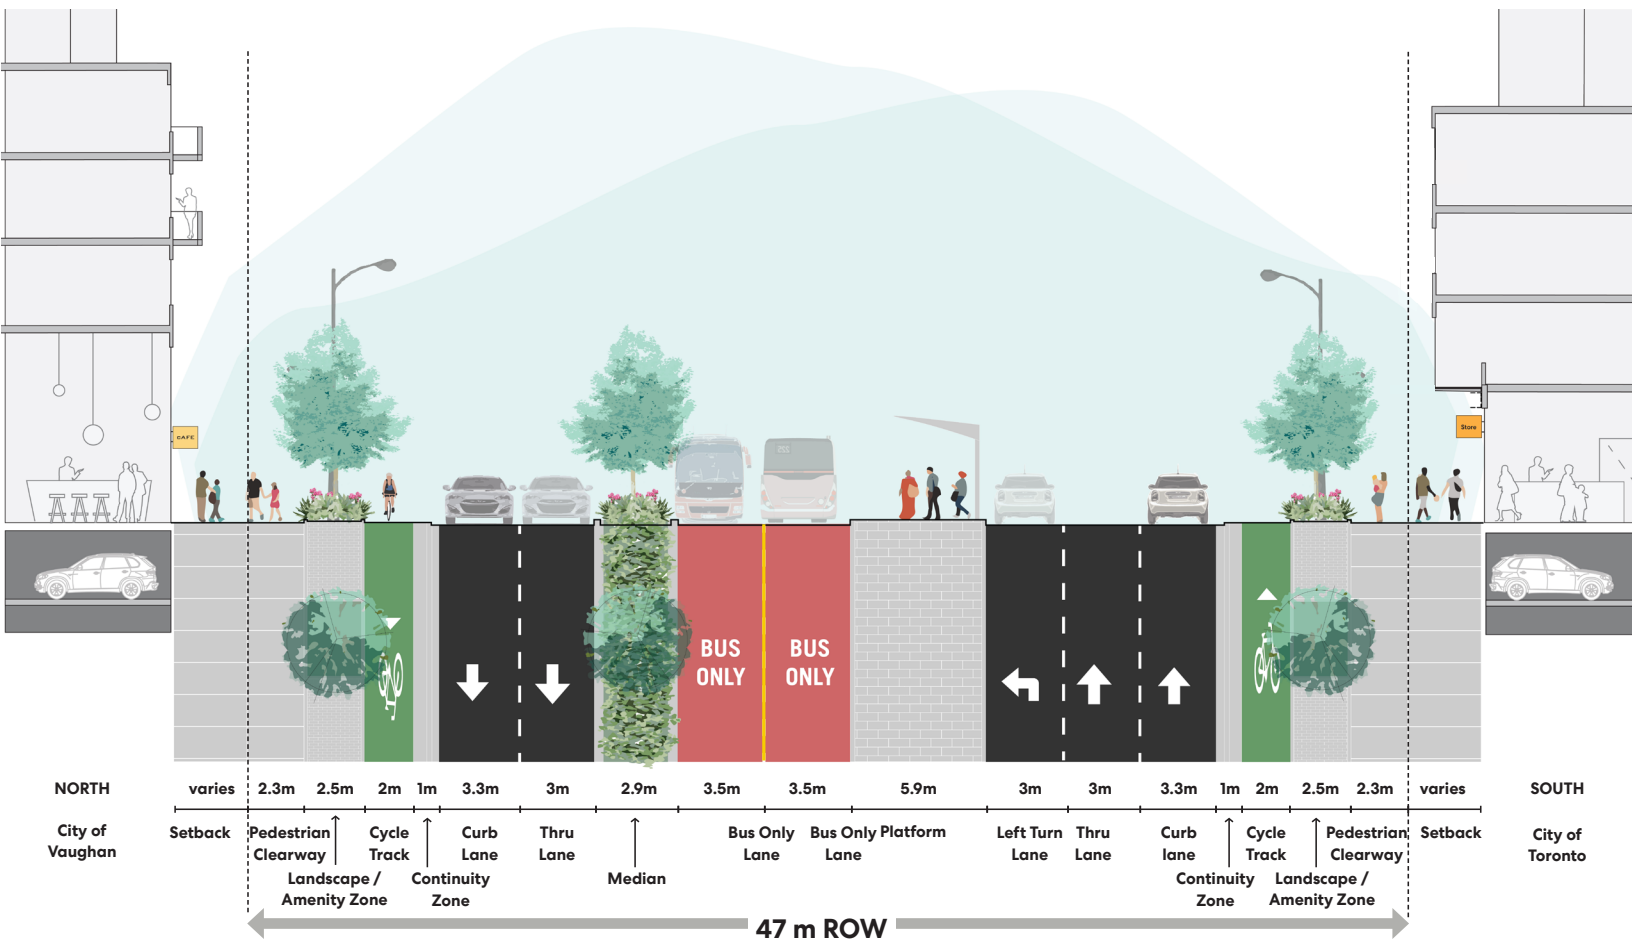 CAFE
Store
BUS
ONLY
BUS
ONLY
NORTH
varies
2.3m
2.5m
2m
1m
3.3m
3m
2.9m
3.5m
3.5m
5.9m
3m
3m
3.3m
1m
2m
2.5m
2.3m
varies
SOUTH
City of
Vaughan
Setback
Pedestrian
Clearway
Landscape /
Amenity Zone
Cycle
Track
Continuity
Zone
Curb
Lane
Thru
Lane
Median
Bus Only
Lane
Bus Only
Lane
Platform
Left Turn
Lane
Thru
Lane
Curb
lane
Continuity
Zone
Cycle
Track
Landscape /
Amenity Zone
Pedestrian
Clearway
Setback
City of
Toronto
47 m ROW